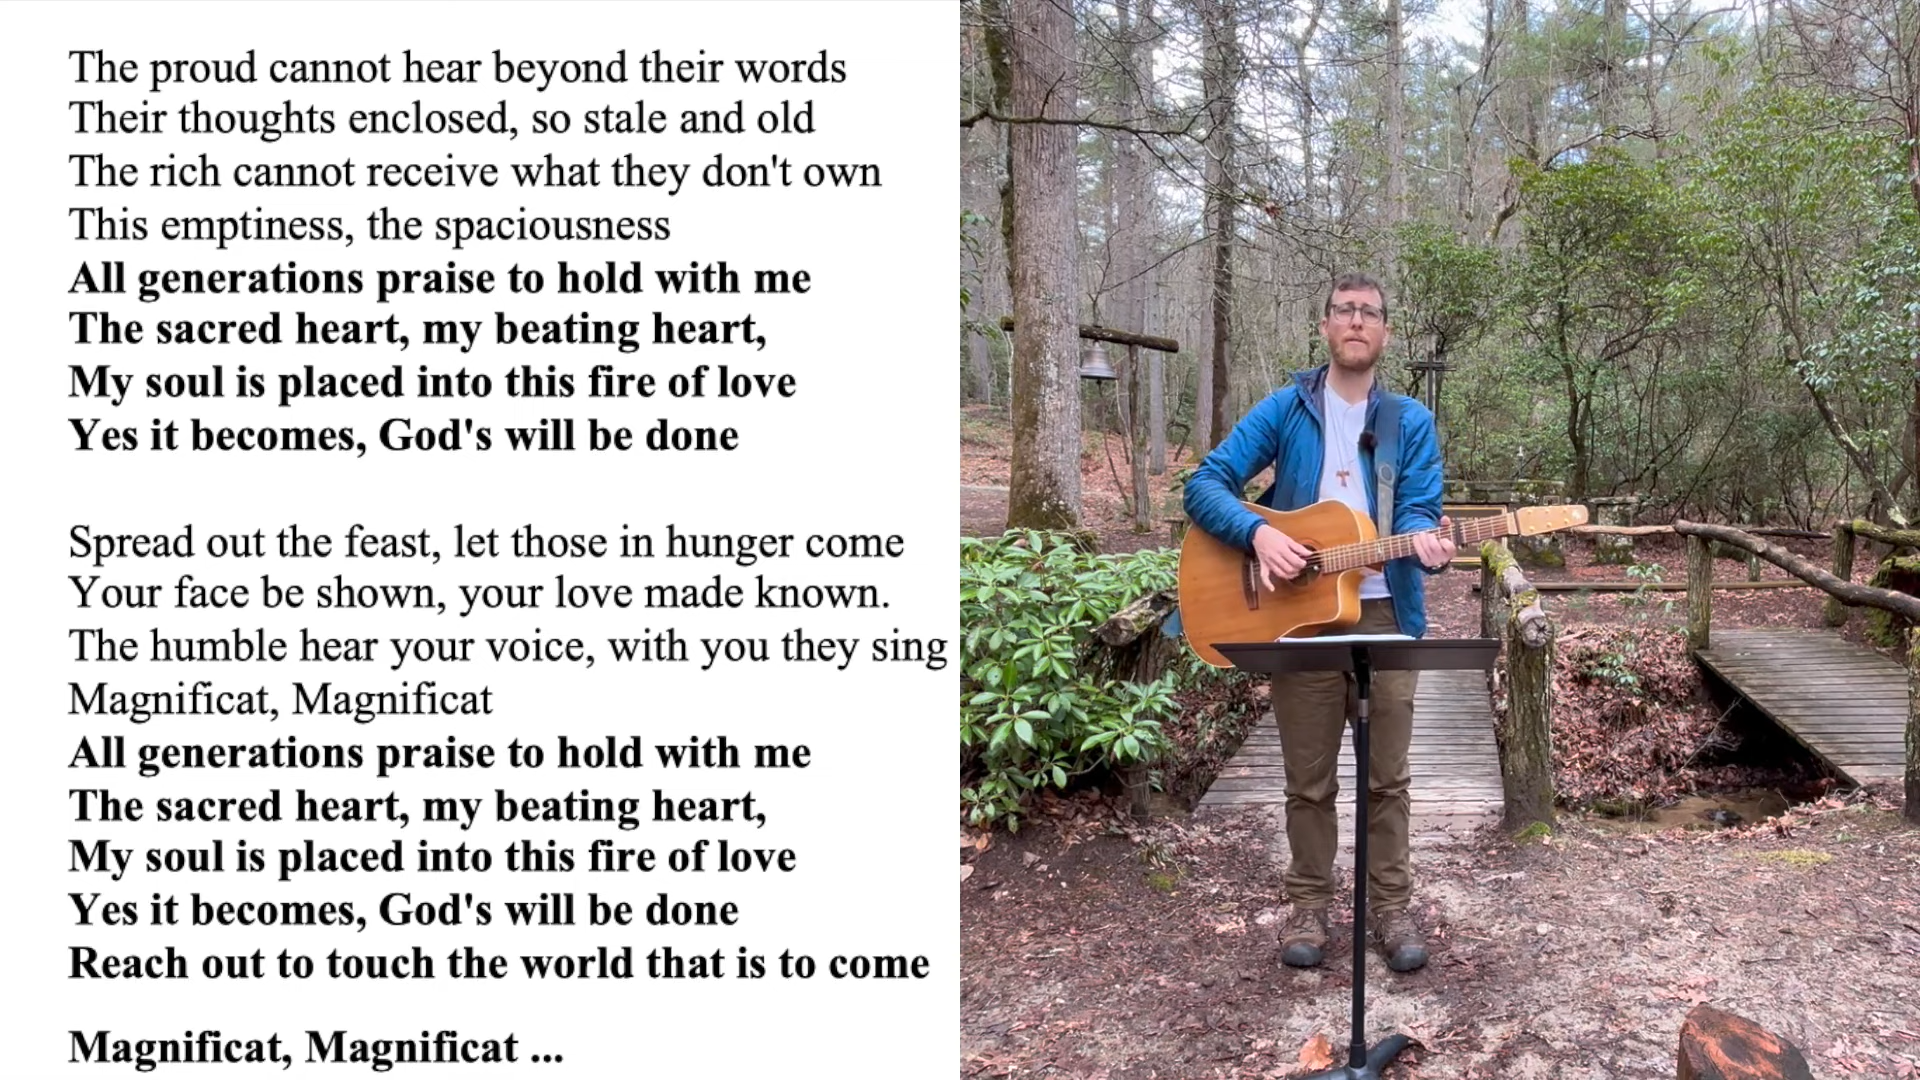 The proud cannot hear beyond their words
Their thoughts enclosed, so stale and old
The rich cannot receive what they don't own
This emptiness, the spaciousness
All generations praise to hold with me
The sacred heart, my beating heart,
My soul is placed into this fire of love
Yes it becomes, God's will be done
Spread out the feast, let those in hunger come
Your face be shown, your love made known.
The humble hear your voice, with you they sing
Magnificat, Magnificat
All generations praise to hold with me
The sacred heart, my beating heart,
My soul is placed into this fire of love
Yes it becomes, God's will be done
Reach out to touch the world that is to come
Magnificat, Magnificat ...